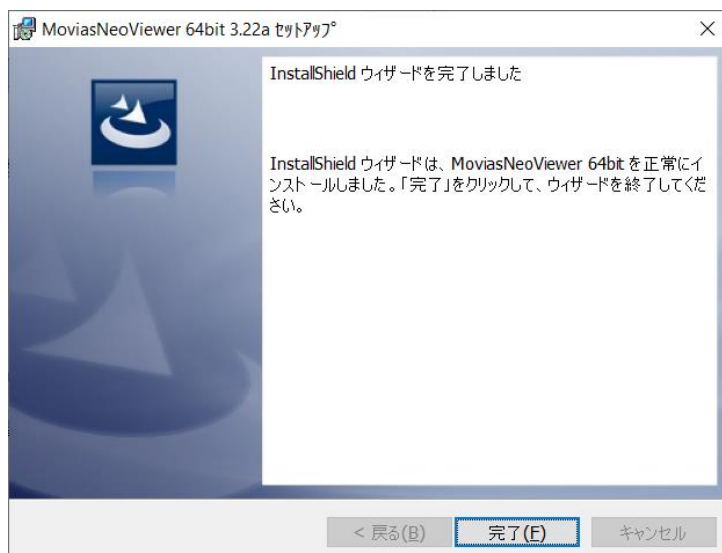 MoviasNeoViewer 64bit 3.22a ｾｯﾄｱｯﾌﾟ
InstallShield ウィザードを完了しました
InstallShield ウィザードは、MoviasNeoViewer 64bit を正常にイ
ンストールしました。「完了」をクリックして、ウィザードを終了してくだ
さい。
< 戻る(B)
完了(F)
キャンセル